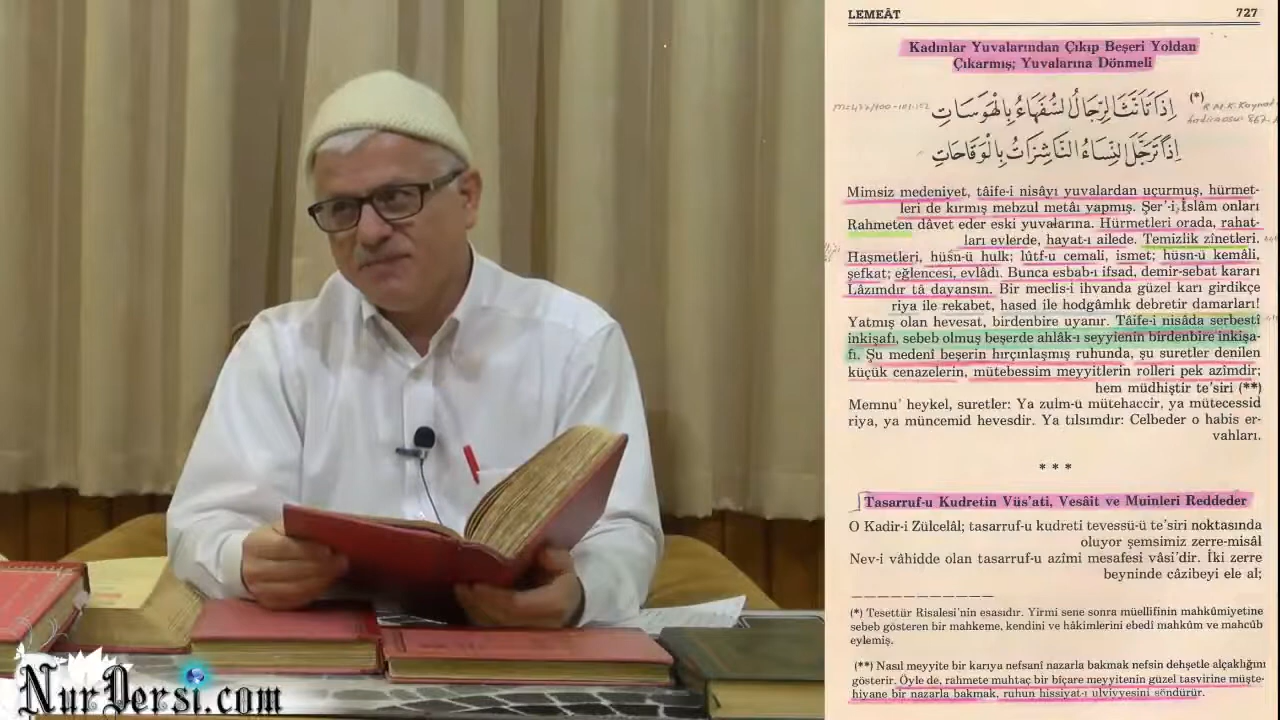 LEMEÂT 727
Kadınlar Yuvalarından Çıkıp Beşeri Yoldan
Çıkarmış; Yuvalarına Dönmeli
اِذَا تَاَنَّثَ الرِّجَالُ السُّفَهَاءُ بِالْهَوَسَاتِ (*)
اِذًا تَرَجَّلَ النِّسَاءُ النَّاشِزَاتُ بِالْوَقَاحَاتِ
Mimsiz medeniyet, tâife-i nisâyı yuvalardan uçurmuş, hürmet-
leri de kırmış mebzul metâı yapmış. Şer'-i İslâm onları
Rahmeten dâvet eder eski yuvalarına. Hürmetleri orada, rahat-
ları evlerde, hayat-ı ailede. Temizlik zînetleri.
Haşmetleri, hüsn-ü hulk; lûtf-u cemali, ismet; hüsn-ü kemâli,
şefkat; eğlencesi, evlâdı. Bunca esbab-ı ifsad, demir-sebat kararı
Lâzımdır tâ dayansın. Bir meclis-i ihvanda güzel karı girdikçe
riya ile rekabet, hased ile hodgâmlık debretir damarları!
Yatmış olan hevesat, birdenbire uyanır. Tâife-i nisâda serbestî
inkişafı, sebeb olmuş beşerde ahlâk-ı seyyienin birdenbire inkişa-
fı. Şu medenî beşerin hırçınlaşmış ruhunda, şu suretler denilen
küçük cenazelerin, mütebessim meyyitlerin rolleri pek azîmdir;
hem müdhiştir te'siri (**)
Memnu' heykel, suretler: Ya zulm-ü mütehaccir, ya mütecessid
riya, ya müncemid hevesdir. Ya tılsımdır: Celbeder o habis er-
vahları.
* * *
Tasarruf-u Kudretin Vüs'ati, Vesâit ve Muinleri Reddeder
O Kadir-i Zülcelâl; tasarruf-u kudreti tevessü-ü te'siri noktasında
oluyor şemsimiz zerre-misâl
Nev-i vâhidde olan tasarruf-u azîmi mesafesi vâsi'dir. İki zerre
beyninde câzibeyi ele al;
(*) Tesettür Risalesi'nin esasıdır. Yirmi sene sonra müellifinin mahkûmiyetine
sebeb gösteren bir mahkeme, kendini ve hâkimlerini ebedî mahkûm ve mahcûb
eylemiş.
(**) Nasıl meyyite bir karıya nefsanî nazarla bakmak nefsin dehşetle alçaklığını
gösterir. Öyle de, rahmete muhtaç bir bîçare meyyitenin güzel tasvirine müşte-
hiyane bir nazarla bakmak, ruhun hissiyat-ı ulviyyesini söndürür.
NurDersi.com